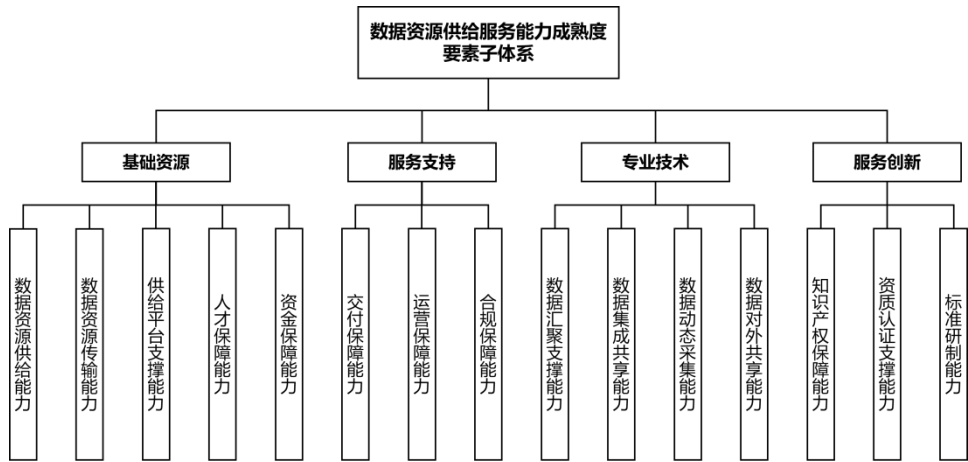 数据资源供给服务能力成熟度
要素子体系
基础资源
服务支持
专业技术
服务创新
数据资源供给能力
数据资源传输能力
供给平台支撑能力
人才保障能力
资金保障能力
交付保障能力
运营保障能力
合规保障能力
数据汇聚支撑能力
数据集成共享能力
数据动态采集能力
数据对外共享能力
知识产权保障能力
资质认证支撑能力
标准研制能力